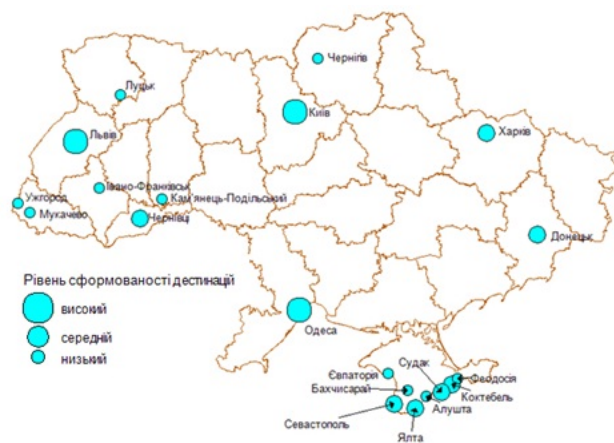 Чернігів
Луцьк
Київ
Харків
Львів
Івано-Франківськ
Кам'янець-Подільський
Ужгород
Мукачево
Чернівці
Донецьк
Рівень сформованості дестинацій
високий
середній
низький
Одеса
Судак
Феодосія
Євпаторія
Бахчисарай
Коктебель
Алушта
Севастополь
Ялта